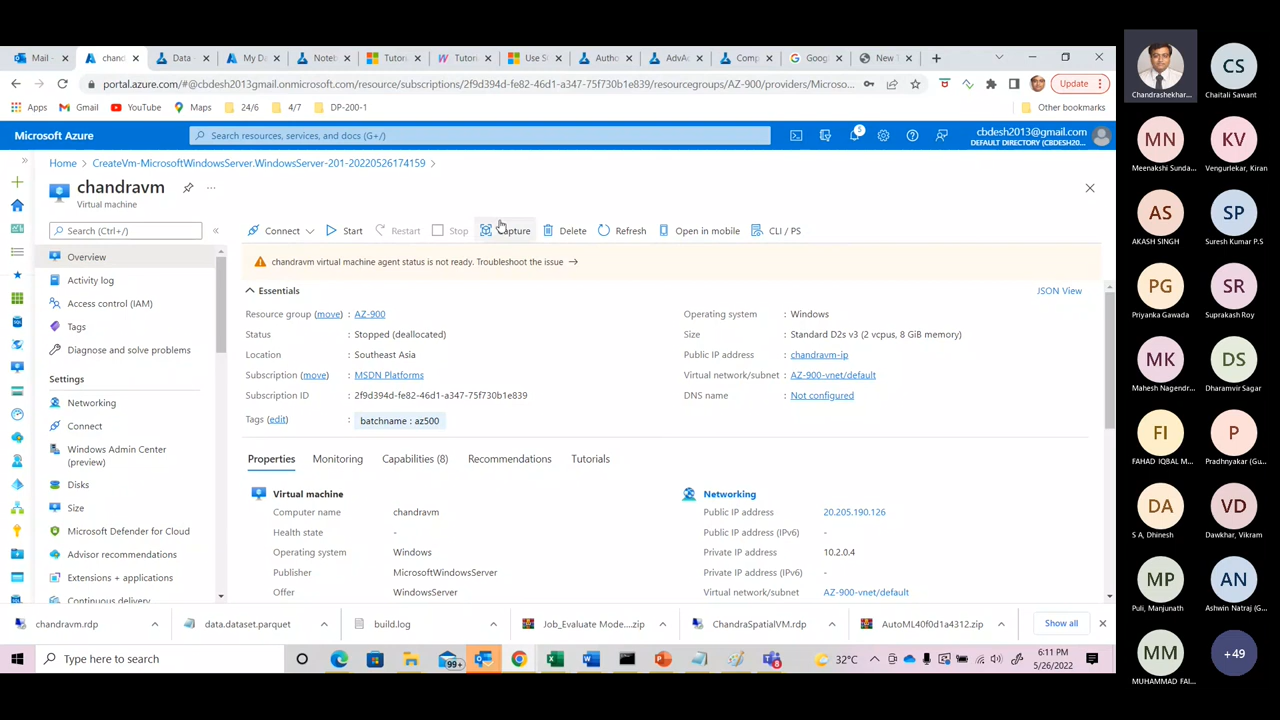 Mail -
chand
Data
My Da
Noteb
Tutor
Tutor
Use S
Autho
AdvAc
Comp
Goog
New T
portal.azure.com/#@cbdesh2013gmail.onmicrosoft.com/resource/subscriptions/2f9d394d-fe82-46d1-a347-75f730b1e839/resourcegroups/AZ-900/providers/Microso...
Update
Apps
Gmail
YouTube
Maps
24/6
4/7
DP-200-1
Other bookmarks
Microsoft Azure
Search resources, services, and docs (G+/)
5
cbdesh2013@gmail.com
DEFAULT DIRECTORY (CBDESH20...
Home > CreateVm-MicrosoftWindowsServer.WindowsServer-201-20220526174159 >
chandravm
Virtual machine
Search (Ctrl+/)
Connect
Start
Restart
Stop
Capture
Delete
Refresh
Open in mobile
CLI / PS
Overview
Activity log
Access control (IAM)
Tags
Diagnose and solve problems
Settings
Networking
Connect
Windows Admin Center
(preview)
Disks
Size
Microsoft Defender for Cloud
Advisor recommendations
Extensions + applications
Continuous delivery
chandravm virtual machine agent status is not ready. Troubleshoot the issue →
Essentials
JSON View
Resource group (move) : AZ-900
Status : Stopped (deallocated)
Location : Southeast Asia
Subscription (move) : MSDN Platforms
Subscription ID : 2f9d394d-fe82-46d1-a347-75f730b1e839
Tags (edit) : batchname : az500
Operating system : Windows
Size : Standard D2s v3 (2 vcpus, 8 GiB memory)
Public IP address : chandravm-ip
Virtual network/subnet : AZ-900-vnet/default
DNS name : Not configured
Properties
Monitoring
Capabilities (8)
Recommendations
Tutorials
Virtual machine
Computer name chandravm
Health state -
Operating system Windows
Publisher MicrosoftWindowsServer
Offer WindowsServer
Networking
Public IP address 20.205.190.126
Public IP address (IPv6) -
Private IP address 10.2.0.4
Private IP address (IPv6) -
Virtual network/subnet AZ-900-vnet/default
chandravm.rdp
data.dataset.parquet
build.log
Job_Evaluate Mode....zip
ChandraSpatialVM.rdp
AutoML40f0d1a4312.zip
Show all
Type here to search
99+
8
32°C
6:11 PM
5/26/2022
Chandrashekhar...
CS
Chaitali Sawant
MN
Meenakshi Sunda...
KV
Vengurlekar, Kiran
AS
AKASH SINGH
SP
Suresh Kumar P.S
PG
Priyanka Gawada
SR
Suprakash Roy
MK
Mahesh Nagendr...
DS
Dharamvir Sagar
FI
FAHAD IQBAL M...
P
Pradhnyakar (Gu...
DA
S A, Dhinesh
VD
Dawkhar, Vikram
MP
Puli, Manjunath
AN
Ashwin Natraj (G...
MM
MUHAMMAD FAI...
+49